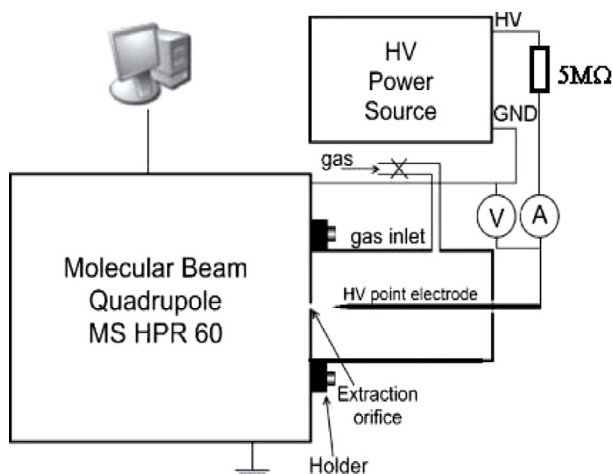 HV
Power
Source
HV
GND
5MΩ
gas
V
A
gas inlet
Molecular Beam
Quadrupole
MS HPR 60
HV point electrode
Extraction
orifice
Holder